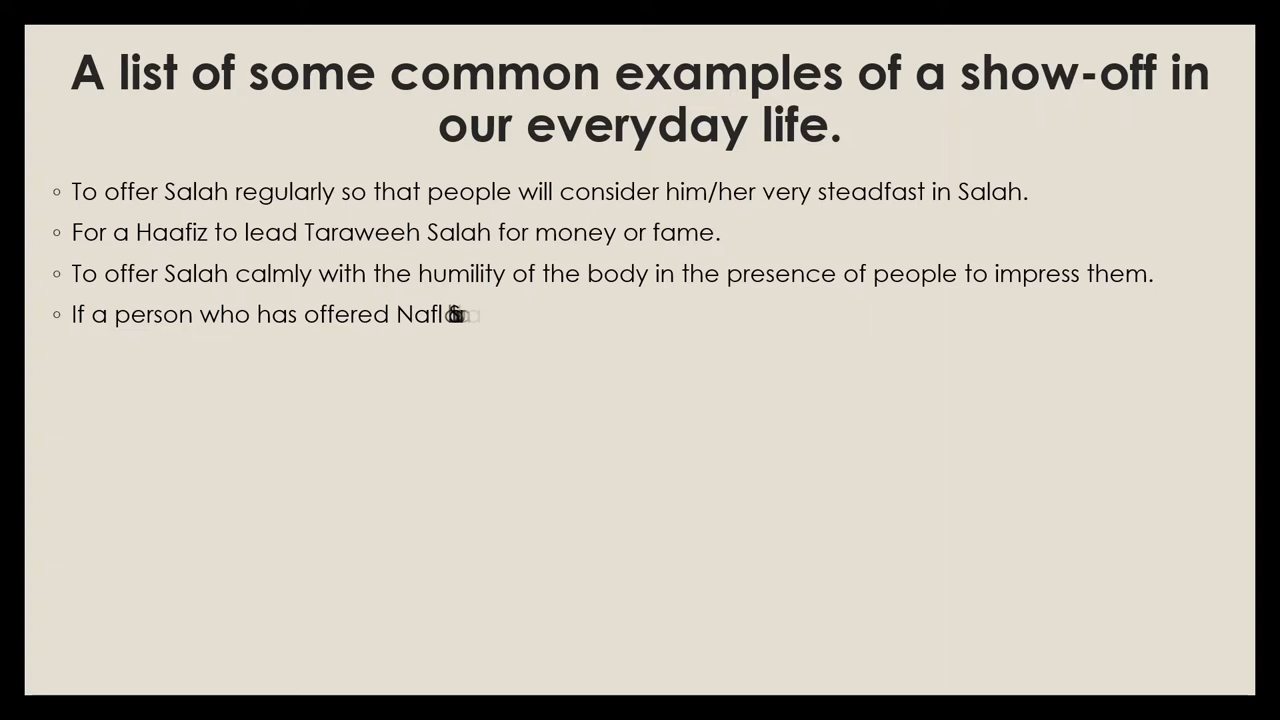 A list of some common examples of a show-off in
our everyday life.
◦ To offer Salah regularly so that people will consider him/her very steadfast in Salah.
◦ For a Haafiz to lead Taraweeh Salah for money or fame.
◦ To offer Salah calmly with the humility of the body in the presence of people to impress them.
◦ If a person who has offered Nafl